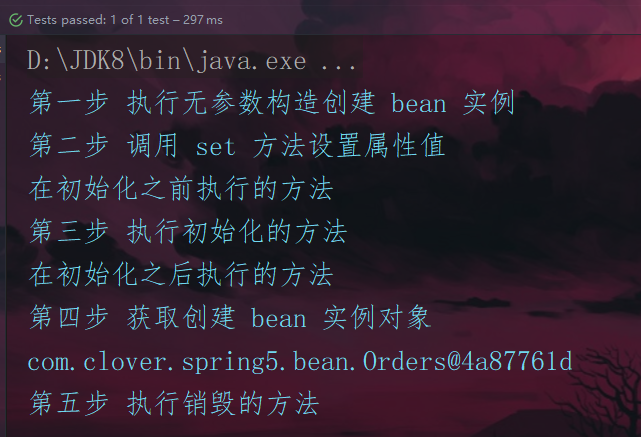 Tests passed: 1 of 1 test – 297 ms
D:\JDK8\bin\java.exe ...
第一步 执行无参数构造创建 bean 实例
第二步 调用 set 方法设置属性值
在初始化之前执行的方法
第三步 执行初始化的方法
在初始化之后执行的方法
第四步 获取创建 bean 实例对象
com.clover.spring5.bean.Orders@4a87761d
第五步 执行销毁的方法